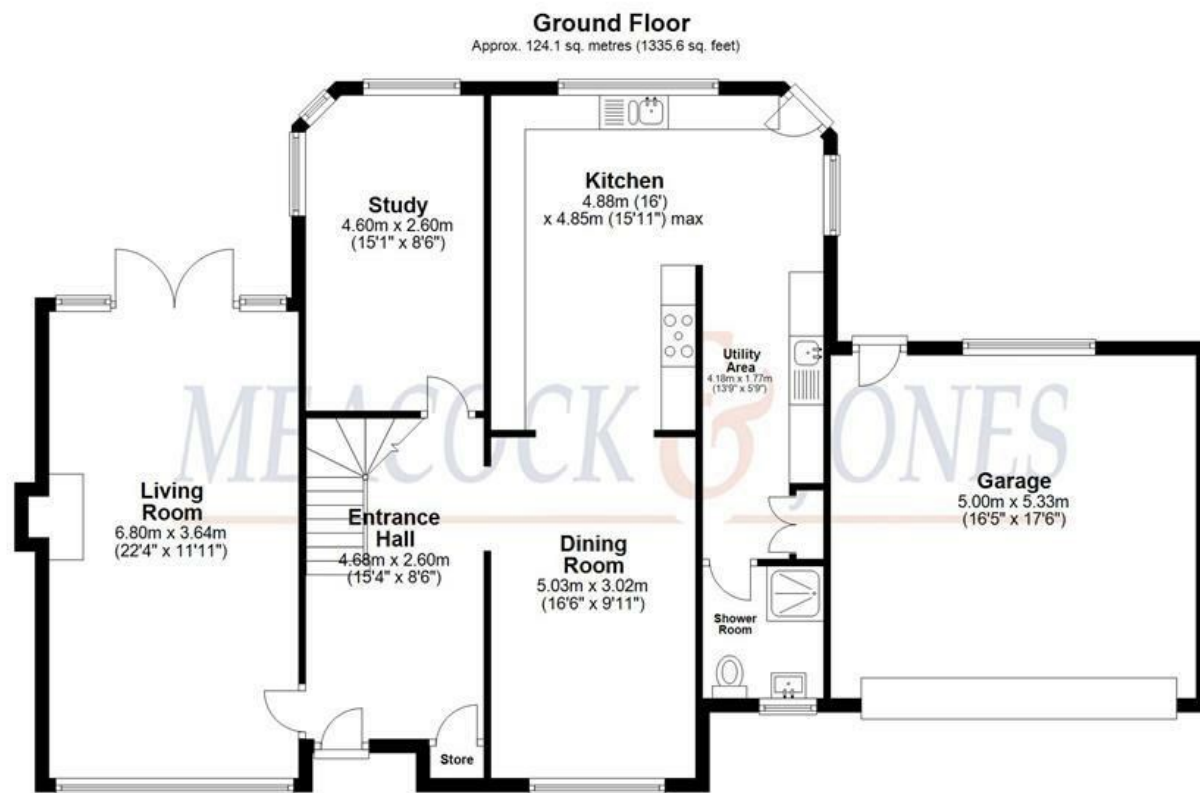 Ground Floor
Approx. 124.1 sq. metres (1335.6 sq. feet)
Kitchen
4.88m (16')
x 4.85m (15'11") max
Study
4.60m x 2.60m
(15'1" x 8'6")
Utility
Area
4.18m x 1.77m
(13'9" x 5'9")
MEACOCK & JONES
Living
Room
6.80m x 3.64m
(22'4" x 11'11")
Entrance
Hall
4.68m x 2.60m
(15'4" x 8'6")
Dining
Room
5.03m x 3.02m
(16'6" x 9'11")
Garage
5.00m x 5.33m
(16'5" x 17'6")
Shower
Room
Store